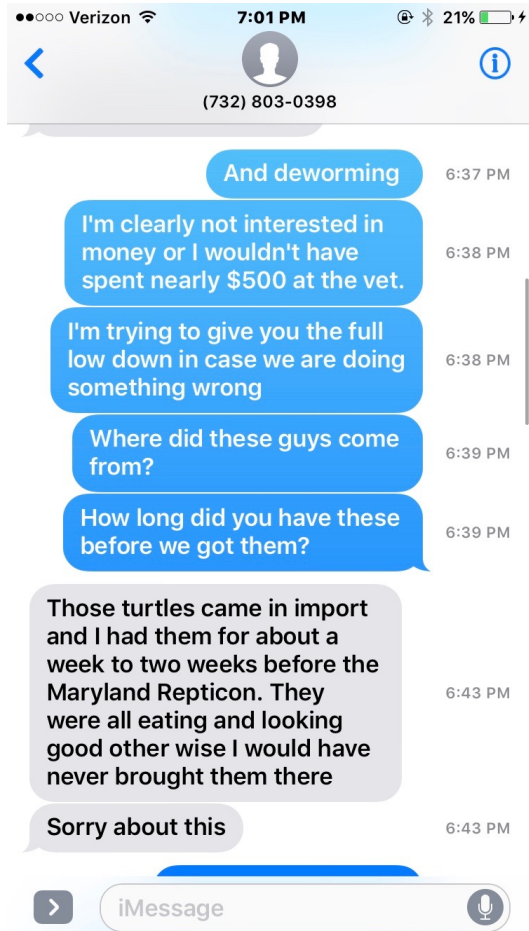 Verizon 7:01 PM 21%
(732) 803-0398
And deworming 6:37 PM
I'm clearly not interested in
money or I wouldn't have 6:38 PM
spent nearly $500 at the vet.
I'm trying to give you the full
low down in case we are doing 6:38 PM
something wrong
Where did these guys come 6:39 PM
from?
How long did you have these 6:39 PM
before we got them?
Those turtles came in import
and I had them for about a
week to two weeks before the
Maryland Repticon. They 6:43 PM
were all eating and looking
good other wise I would have
never brought them there
Sorry about this 6:43 PM
iMessage